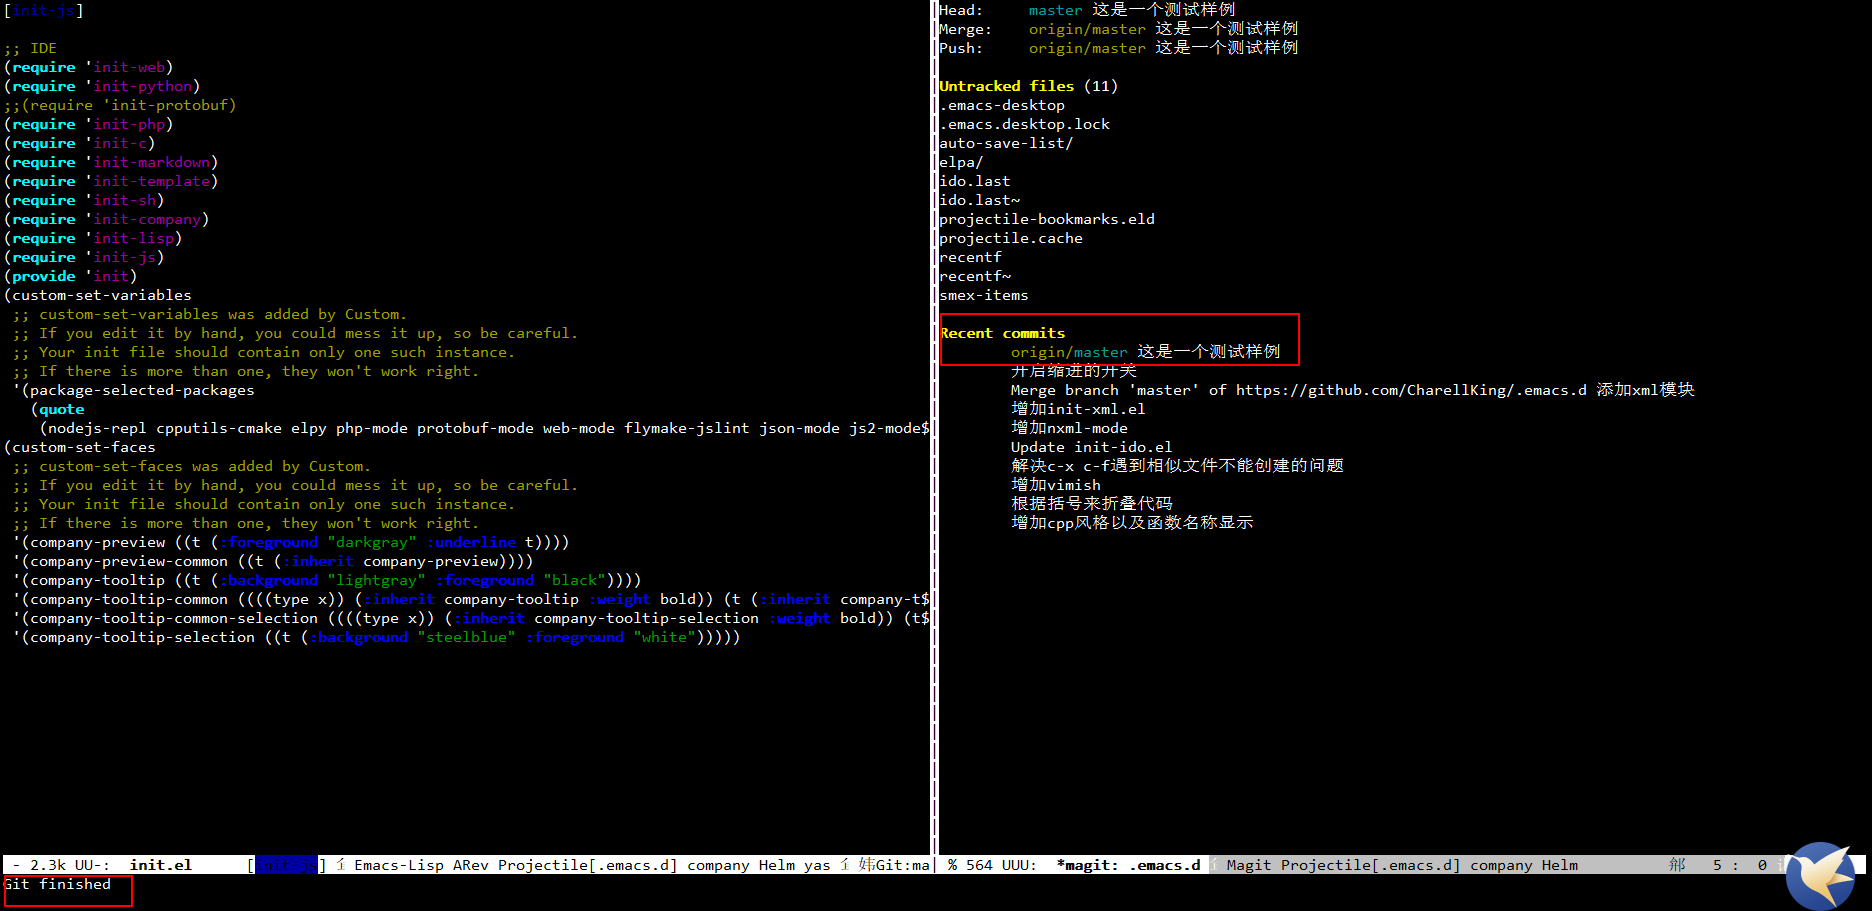 [init-js]
;; IDE
(require 'init-web)
(require 'init-python)
;;(require 'init-protobuf)
(require 'init-php)
(require 'init-c)
(require 'init-markdown)
(require 'init-template)
(require 'init-sh)
(require 'init-company)
(require 'init-lisp)
(require 'init-js)
(provide 'init)
(custom-set-variables
;; custom-set-variables was added by Custom.
;; If you edit it by hand, you could mess it up, so be careful.
;; Your init file should contain only one such instance.
;; If there is more than one, they won't work right.
'(package-selected-packages
(quote
(nodejs-repl cpputils-cmake elpy php-mode protobuf-mode web-mode flymake-jslint json-mode js2-mode$
(custom-set-faces
;; custom-set-faces was added by Custom.
;; If you edit it by hand, you could mess it up, so be careful.
;; Your init file should contain only one such instance.
;; If there is more than one, they won't work right.
'(company-preview ((t (:foreground "darkgray" :underline t))))
'(company-preview-common ((t (:inherit company-preview))))
'(company-tooltip ((t (:background "lightgray" :foreground "black"))))
'(company-tooltip-common ((((type x)) (:inherit company-tooltip :weight bold)) (t (:inherit company-t$
'(company-tooltip-common-selection ((((type x)) (:inherit company-tooltip-selection :weight bold)) (t$
'(company-tooltip-selection ((t (:background "steelblue" :foreground "white")))))
- 2.3k UU-: init.el [init-js] Emacs-Lisp ARev Projectile[.emacs.d] company Helm yas Git:ma
Git finished
Head: master 这是一个测试样例
Merge: origin/master 这是一个测试样例
Push: origin/master 这是一个测试样例
Untracked files (11)
.emacs-desktop
.emacs.desktop.lock
auto-save-list/
elpa/
ido.last
ido.last~
projectile-bookmarks.eld
projectile.cache
recentf
recentf~
smex-items
Recent commits
origin/master 这是一个测试样例
开启缩进的开关
Merge branch 'master' of https://github.com/CharellKing/.emacs.d 添加xml模块
增加init-xml.el
增加nxml-mode
Update init-ido.el
解决c-x c-f遇到相似文件不能创建的问题
增加vimish
根据括号来折叠代码
增加cpp风格以及函数名称显示
% 564 UUU: *magit: .emacs.d Magit Projectile[.emacs.d] company Helm 5 : 0